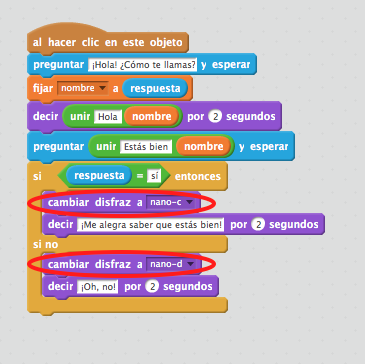 al hacer clic en este objeto
preguntar ¡Hola! ¿Cómo te llamas? y esperar
fijar nombre a respuesta
decir unir Hola nombre por 2 segundos
preguntar unir Estás bien nombre y esperar
si respuesta = sí entonces
cambiar disfraz a nano-c
decir ¡Me alegra saber que estás bien! por 2 segundos
si no
cambiar disfraz a nano-d
decir ¡Oh, no! por 2 segundos